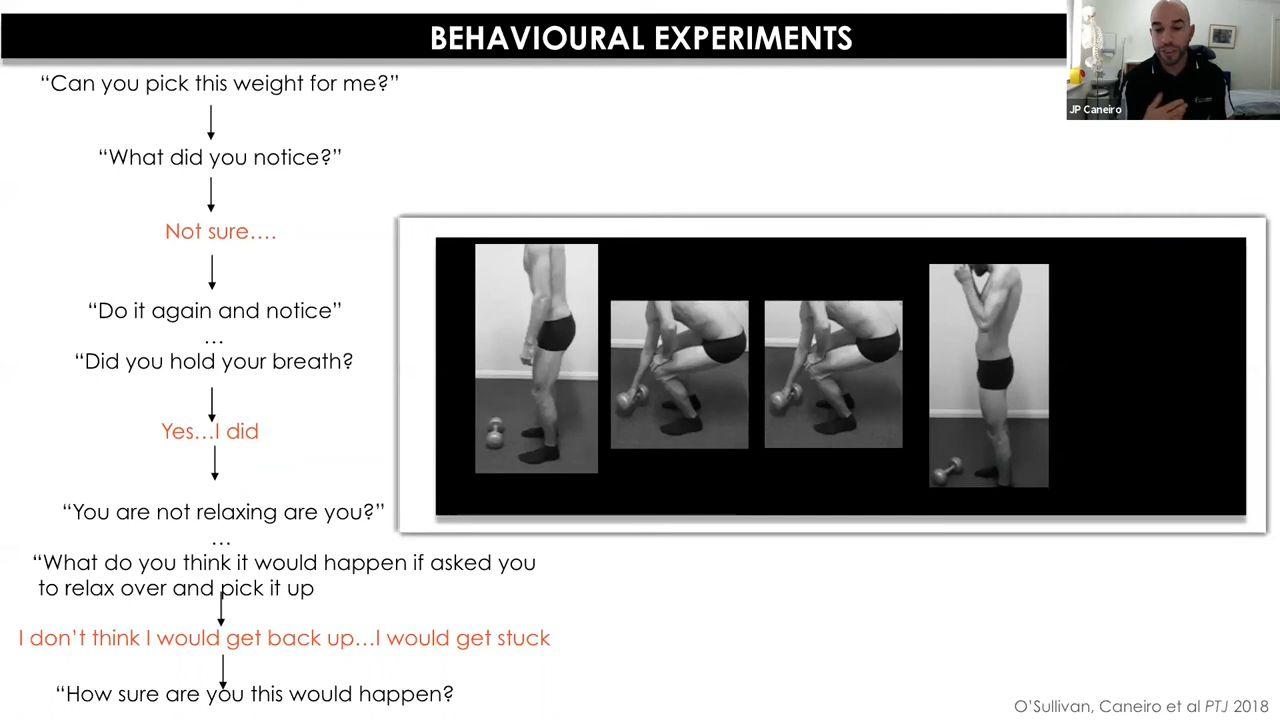 BEHAVIOURAL EXPERIMENTS
“Can you pick this weight for me?”
“What did you notice?”
Not sure….
“Do it again and notice”
…
“Did you hold your breath?
Yes…I did
“You are not relaxing are you?”
…
“What do you think it would happen if asked you
to relax over and pick it up
I don’t think I would get back up…I would get stuck
“How sure are you this would happen?
JP Caneiro
O’Sullivan, Caneiro et al PTJ 2018